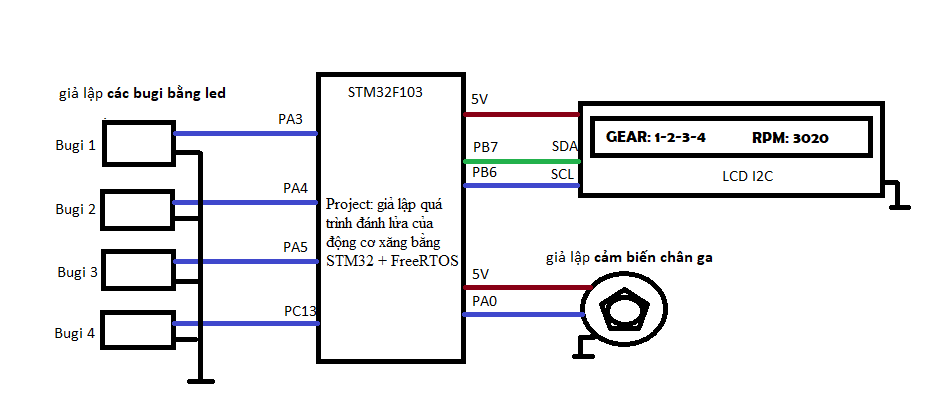 giả lập các bugi bằng led
Bugi 1
PA3
Bugi 2
PA4
Bugi 3
PA5
Bugi 4
PC13
STM32F103
Project: giả lập quá
trình đánh lửa của
động cơ xăng bằng
STM32 + FreeRTOS
5V
PB7
SDA
PB6
SCL
GEAR: 1-2-3-4
RPM: 3020
LCD I2C
giả lập cảm biến chân ga
5V
PA0